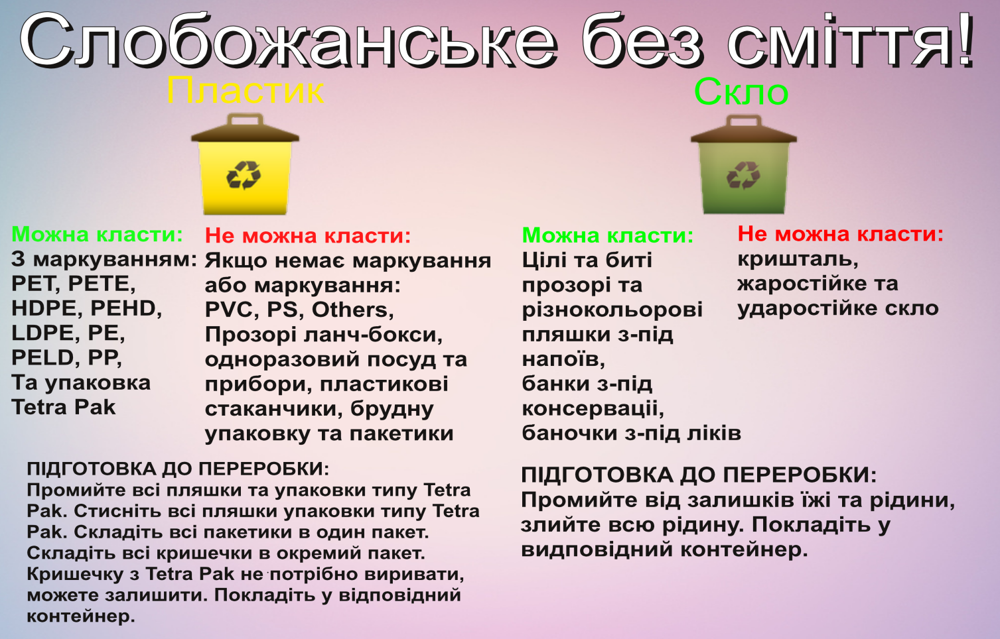 Слобожанське без сміття!
Пластик
Можна класти:
З маркуванням:
PET, PETE,
HDPE, PEHD,
LDPE, PE,
PELD, PP,
Та упаковка
Tetra Pak
Не можна класти:
Якщо немає маркування
або маркування:
PVC, PS, Others,
Прозорі ланч-бокси,
одноразовий посуд та
прибори, пластикові
стаканчики, брудну
упаковку та пакетики
ПІДГОТОВКА ДО ПЕРЕРОБКИ:
Промийте всі пляшки та упаковки типу Tetra
Pak. Стисніть всі пляшки упаковки типу Tetra
Pak. Складіть всі пакетики в один пакет.
Складіть всі кришечки в окремий пакет.
Кришечку з Tetra Pak не потрібно виривати,
можете залишити. Покладіть у відповідний
контейнер.
Скло
Можна класти:
Цілі та биті
прозорі та
різнокольорові
пляшки з-під
напоїв,
банки з-під
консерваціі,
баночки з-під ліків
Не можна класти:
кришталь,
жаростійке та
ударостійке скло
ПІДГОТОВКА ДО ПЕРЕРОБКИ:
Промийте від залишків їжі та рідини,
злийте всю рідину. Покладіть у
видповідний контейнер.